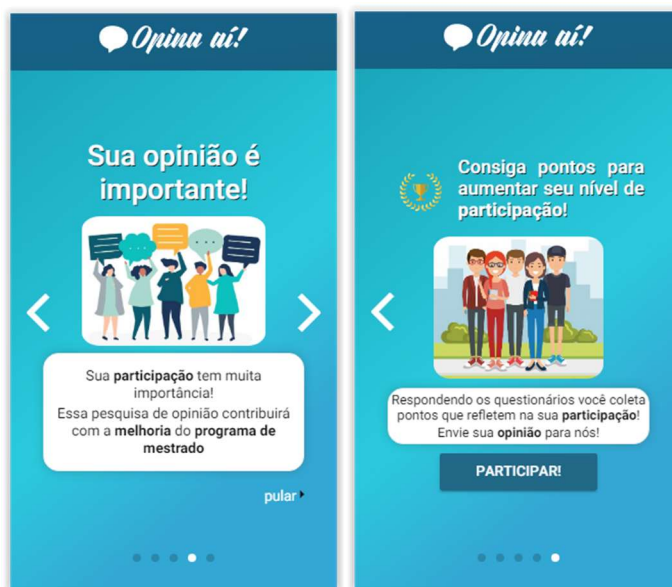 Opina aí!
Sua opinião é
importante!
Sua participação tem muita
importância!
Essa pesquisa de opinião contribuirá
com a melhoria do programa de
mestrado
pular
Opina aí!
Consiga pontos para
aumentar seu nível de
participação!
Respondendo os questionários você coleta
pontos que refletem na sua participação!
Envie sua opinião para nós!
PARTICIPAR!